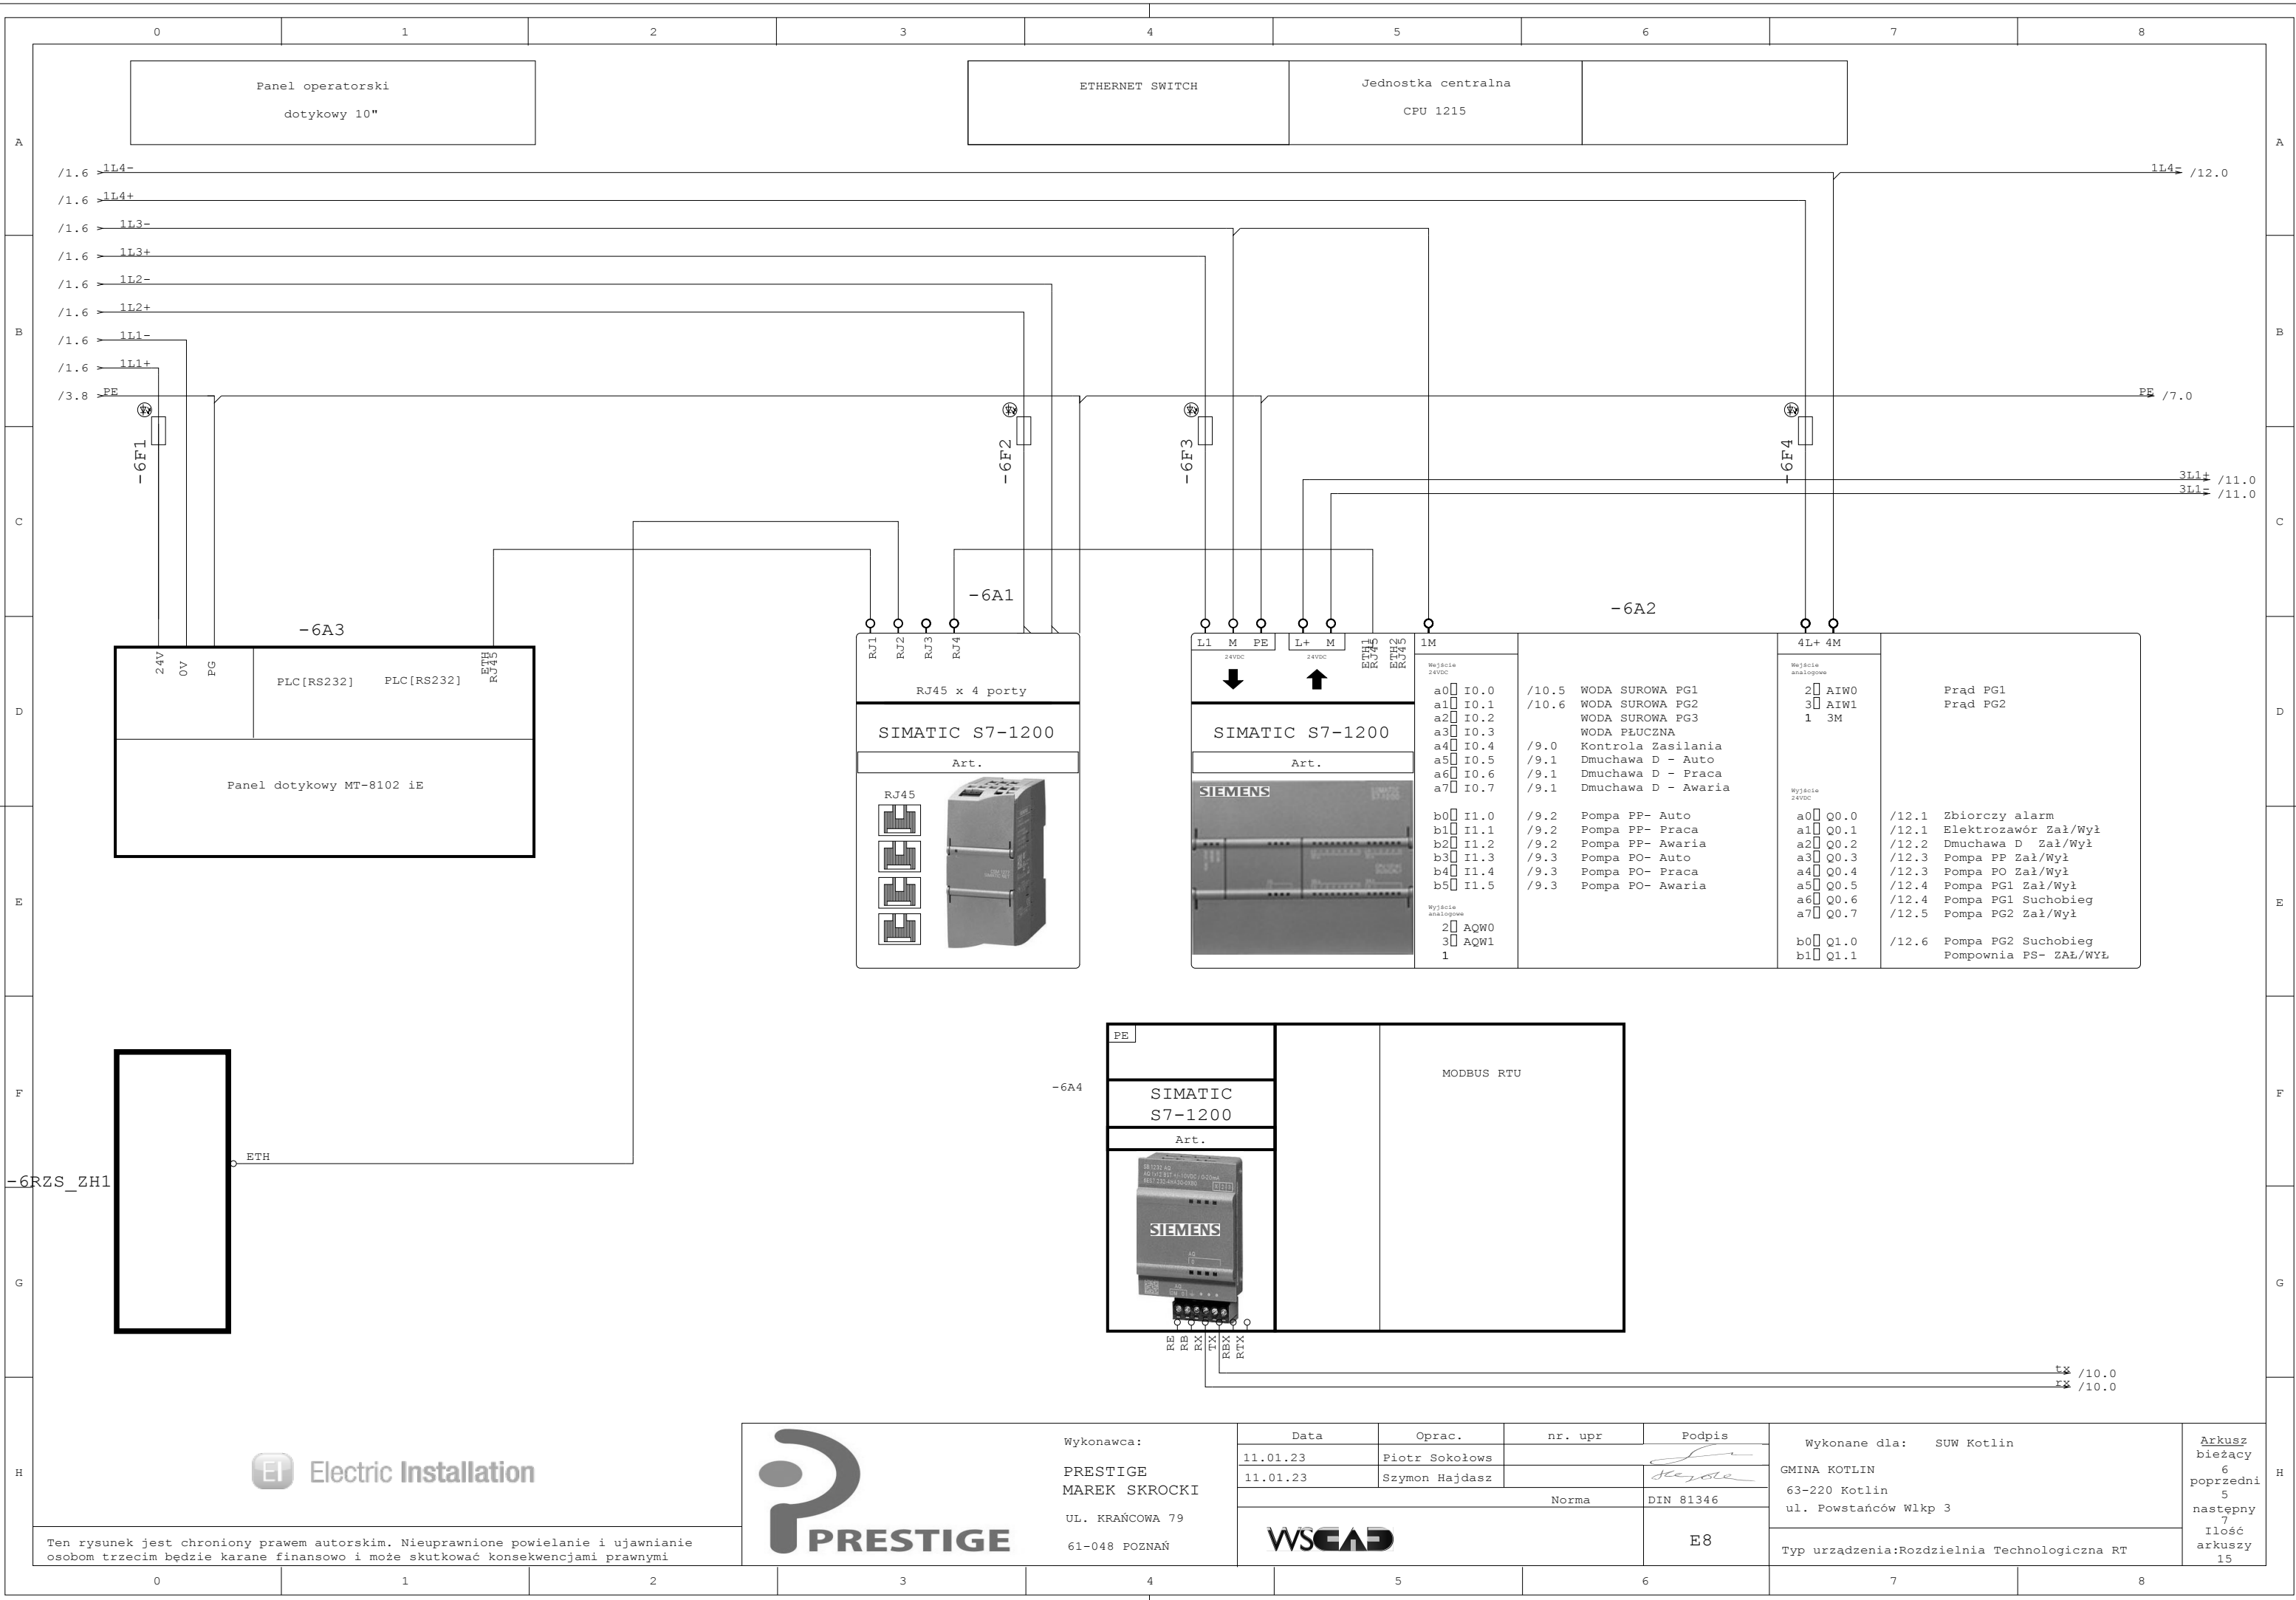 0 1 2 3 4 5 6 7 8
Panel operatorski
dotykowy 10"
ETHERNET SWITCH
Jednostka centralna
CPU 1215
A A
/1.6 1L4- 1L4- /12.0
/1.6 1L4+
/1.6 1L3-
/1.6 1L3+
/1.6 1L2-
/1.6 1L2+
B B
/1.6 1L1-
/1.6 1L1+
/3.8 PE PE /7.0
-6F1 -6F2 -6F3 -6F4
3L1+ /11.0
3L1- /11.0
C C
-6A3
24V
0V
PG
PLC[RS232]
PLC[RS232]
ETH
RJ45
Panel dotykowy MT-8102 iE
-6A1
RJ1
RJ2
RJ3
RJ4
RJ45 x 4 porty
SIMATIC S7-1200
Art.
RJ45
-6A2
L1 M PE L+ M
24VDC 24VDC
ETH1
RJ45
ETH2
RJ45
SIMATIC S7-1200
Art.
SIEMENS
1M
Wejście
24VDC
a0 I0.0 /10.5 WODA SUROWA PG1
a1 I0.1 /10.6 WODA SUROWA PG2
a2 I0.2 WODA SUROWA PG3
a3 I0.3 WODA PŁUCZNA
a4 I0.4 /9.0 Kontrola Zasilania
a5 I0.5 /9.1 Dmuchawa D - Auto
a6 I0.6 /9.1 Dmuchawa D - Praca
a7 I0.7 /9.1 Dmuchawa D - Awaria
b0 I1.0 /9.2 Pompa PP- Auto
b1 I1.1 /9.2 Pompa PP- Praca
b2 I1.2 /9.2 Pompa PP- Awaria
b3 I1.3 /9.3 Pompa PO- Auto
b4 I1.4 /9.3 Pompa PO- Praca
b5 I1.5 /9.3 Pompa PO- Awaria
Wyjście
analogowe
2 AQW0
3 AQW1
1
4L+ 4M
Wejście
analogowe
2 AIW0 Prąd PG1
3 AIW1 Prąd PG2
1 3M
Wyjście
24VDC
a0 Q0.0 /12.1 Zbiorczy alarm
a1 Q0.1 /12.1 Elektrozawór Zał/Wył
a2 Q0.2 /12.2 Dmuchawa D Zał/Wył
a3 Q0.3 /12.3 Pompa PP Zał/Wył
a4 Q0.4 /12.3 Pompa PO Zał/Wył
a5 Q0.5 /12.4 Pompa PG1 Zał/Wył
a6 Q0.6 /12.4 Pompa PG1 Suchobieg
a7 Q0.7 /12.5 Pompa PG2 Zał/Wył
b0 Q1.0 /12.6 Pompa PG2 Suchobieg
b1 Q1.1 Pompownia PS- ZAŁ/WYŁ
D D
E E
F F
-6RZS_ZH1
ETH
-6A4
PE
SIMATIC
S7-1200
Art.
MODBUS RTU
SIEMENS
RE
RB
RX
TX
RBX
RTX
G G
tx /10.0
rx /10.0
H H
EI Electric Installation
Ten rysunek jest chroniony prawem autorskim. Nieuprawnione powielanie i ujawnianie
osobom trzecim będzie karane finansowo i może skutkować konsekwencjami prawnymi
PRESTIGE
Wykonawca:
PRESTIGE
MAREK SKROCKI
UL. KRAŃCOWA 79
61-048 POZNAŃ
Data Oprac. nr. upr Podpis
11.01.23 Piotr Sokołows
11.01.23 Szymon Hajdasz
Norma DIN 81346
WSCAD
E8
Wykonane dla: SUW Kotlin
GMINA KOTLIN
63-220 Kotlin
ul. Powstańców Wlkp 3
Typ urządzenia:Rozdzielnia Technologiczna RT
Arkusz
bieżący
6
poprzedni
5
następny
7
Ilość
arkuszy
15
0 1 2 3 4 5 6 7 8